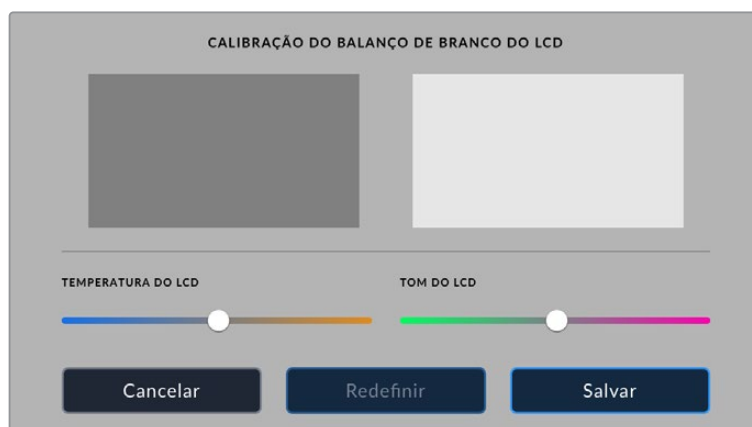 CALIBRAÇÃO DO BALANÇO DE BRANCO DO LCD
TEMPERATURA DO LCD
TOM DO LCD
Cancelar
Redefinir
Salvar